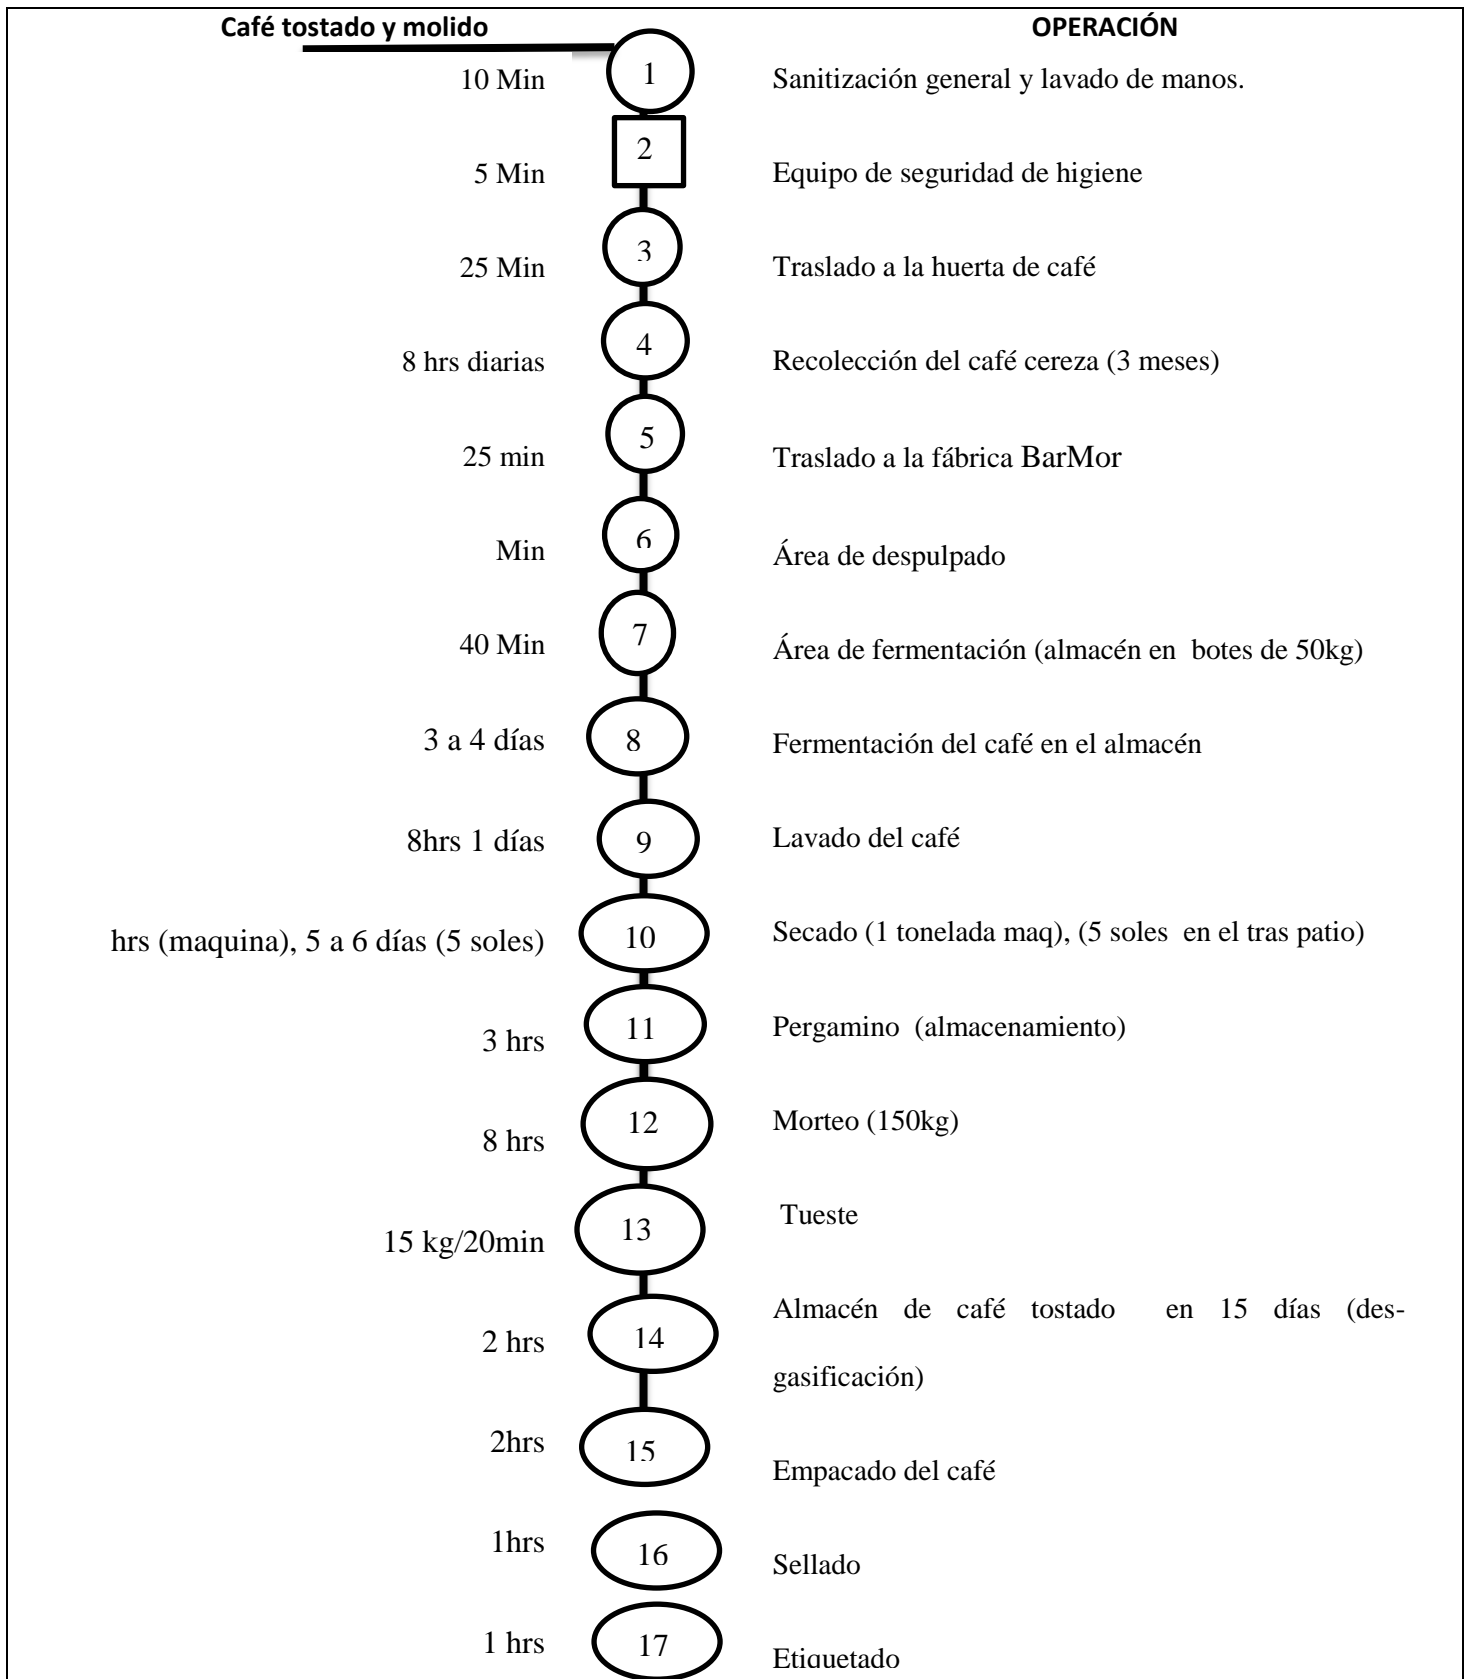 Café tostado y molido OPERACIÓN
10 Min 1 Sanitización general y lavado de manos.
2
5 Min Equipo de seguridad de higiene
3
25 Min Traslado a la huerta de café
4
8 hrs diarias Recolección del café cereza (3 meses)
5
25 min Traslado a la fábrica BarMor
6
Min Área de despulpado
7
40 Min Área de fermentación (almacén en botes de 50kg)
3 a 4 días 8 Fermentación del café en el almacén
8hrs 1 días 9 Lavado del café
hrs (maquina), 5 a 6 días (5 soles) 10 Secado (1 tonelada maq), (5 soles en el tras patio)
11 Pergamino (almacenamiento)
3 hrs
12 Morteo (150kg)
8 hrs
13 Tueste
15 kg/20min
Almacén de café tostado en 15 días (des-
2 hrs 14
gasificación)
2hrs 15
Empacado del café
1hrs 16 Sellado
1 hrs 17 Etiquetado